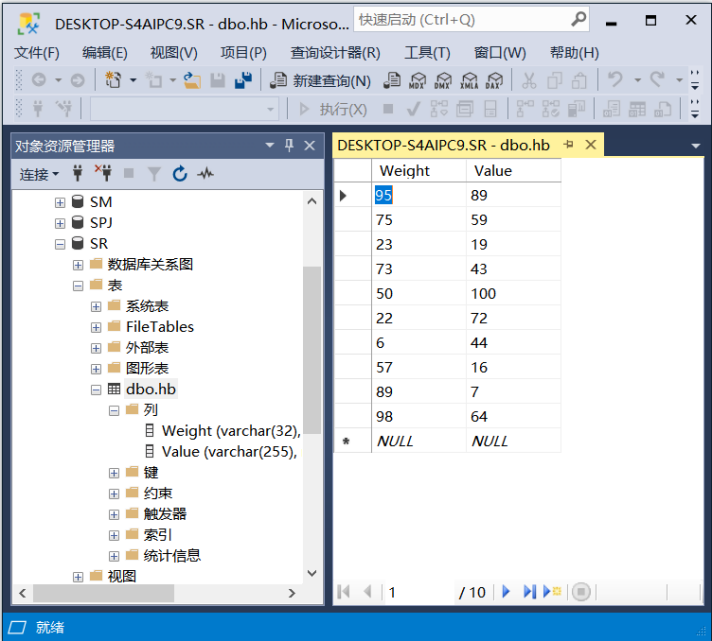 DESKTOP-S4AIPC9.SR - dbo.hb - Microso...
快速启动 (Ctrl+Q)
文件(F) 编辑(E) 视图(V) 项目(P) 查询设计器(R) 工具(T) 窗口(W) 帮助(H)
新建查询(N) MDX DMX XMLA DAX
执行(X)
对象资源管理器
连接
SM
SPJ
SR
数据库关系图
表
系统表
FileTables
外部表
图形表
dbo.hb
列
Weight (varchar(32),
Value (varchar(255),
键
约束
触发器
索引
统计信息
视图
DESKTOP-S4AIPC9.SR - dbo.hb
Weight Value
95 89
75 59
23 19
73 43
50 100
22 72
6 44
57 16
89 7
98 64
NULL NULL
1 / 10
就绪